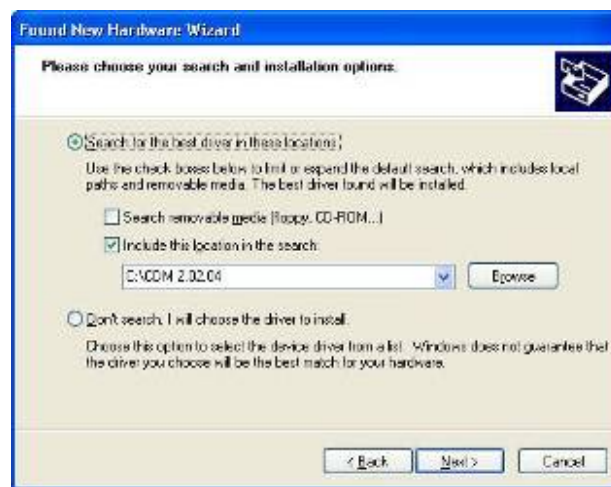 Found New Hardware Wizard
Please choose your search and installation options.
Search for the best driver in these locations.
Use the check boxes below to limit or expand the default search, which includes local
paths and removable media. The best driver found will be installed.
Search removable media (floppy, CD-ROM...)
Include this location in the search:
C:\CDM 2.02.04
Browse
Don't search. I will choose the driver to install.
Choose this option to select the device driver from a list. Windows does not guarantee that
the driver you choose will be the best match for your hardware.
< Back
Next >
Cancel